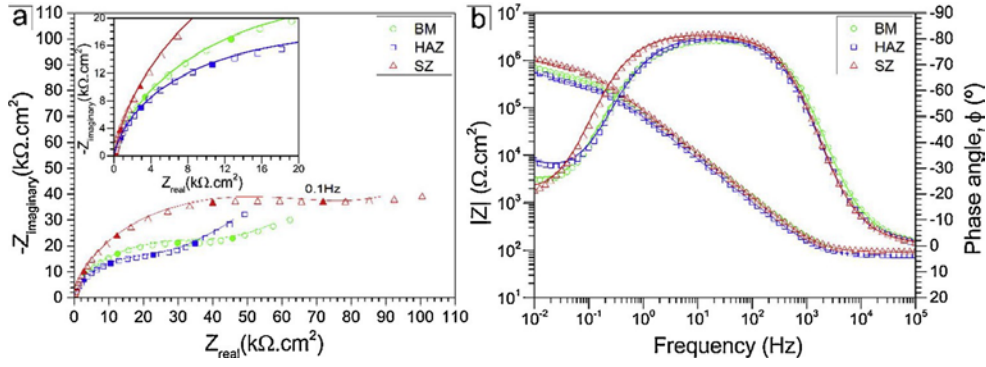 a
110
100
90
80
70
60
50
40
30
20
10
0
-Z_Imaginary(kΩ.cm²)
0 10 20 30 40 50 60 70 80 90 100 110
Z_real(kΩ.cm²)
20
16
12
8
4
0
-Z_imaginary(kΩ.cm²)
0 4 8 12 16 20
Z_real(kΩ.cm²)
BM
HAZ
SZ
0.1Hz
b
10⁷
10⁶
10⁵
10⁴
10³
10²
10¹
|Z| (Ω.cm²)
10⁻² 10⁻¹ 10⁰ 10¹ 10² 10³ 10⁴ 10⁵
Frequency (Hz)
BM
HAZ
SZ
-90
-80
-70
-60
-50
-40
-30
-20
-10
0
10
20
Phase angle, ϕ (º)